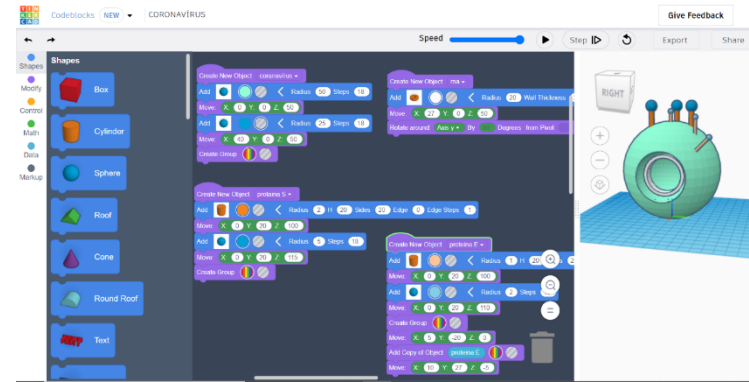 TIN
KER
CAD
Codeblocks NEW CORONAVÍRUS
Give Feedback
Speed Step Export Share
Shapes
Modify
Control
Math
Data
Markup
Shapes
Box
Cylindor
Sphere
Roof
Cone
Round Roof
Text
Create New Object coronavírus
Add Radius 50 Steps 18
Move: X: 0 Y: 0 Z: 50
Add Radius 25 Steps 18
Move: X: 40 Y: 0 Z: 50
Create Group
Create New Object rna
Add Radius 20 Wall Thickness
Move: X: 27 Y: 0 Z: 50
Rotate around Axis y By Degrees from Pivot
Create New Object proteina S
Add Radius 2 H 20 Sides 20 Edge 0 Edge Steps 1
Move: X: 0 Y: 20 Z: 100
Add Radius 5 Steps 18
Move: X: 0 Y: 20 Z: 115
Create Group
Create New Object proteina E
Add Radius 1 H 20
Move: X: 0 Y: 20 Z: 100
Add Radius 2 Steps
Move: X: 0 Y: 20 Z: 110
Create Group
Move: X: 5 Y: -20 Z: 3
Add Copy of Object proteina E
Move: X: 10 Y: 27 Z: -5
RIGHT